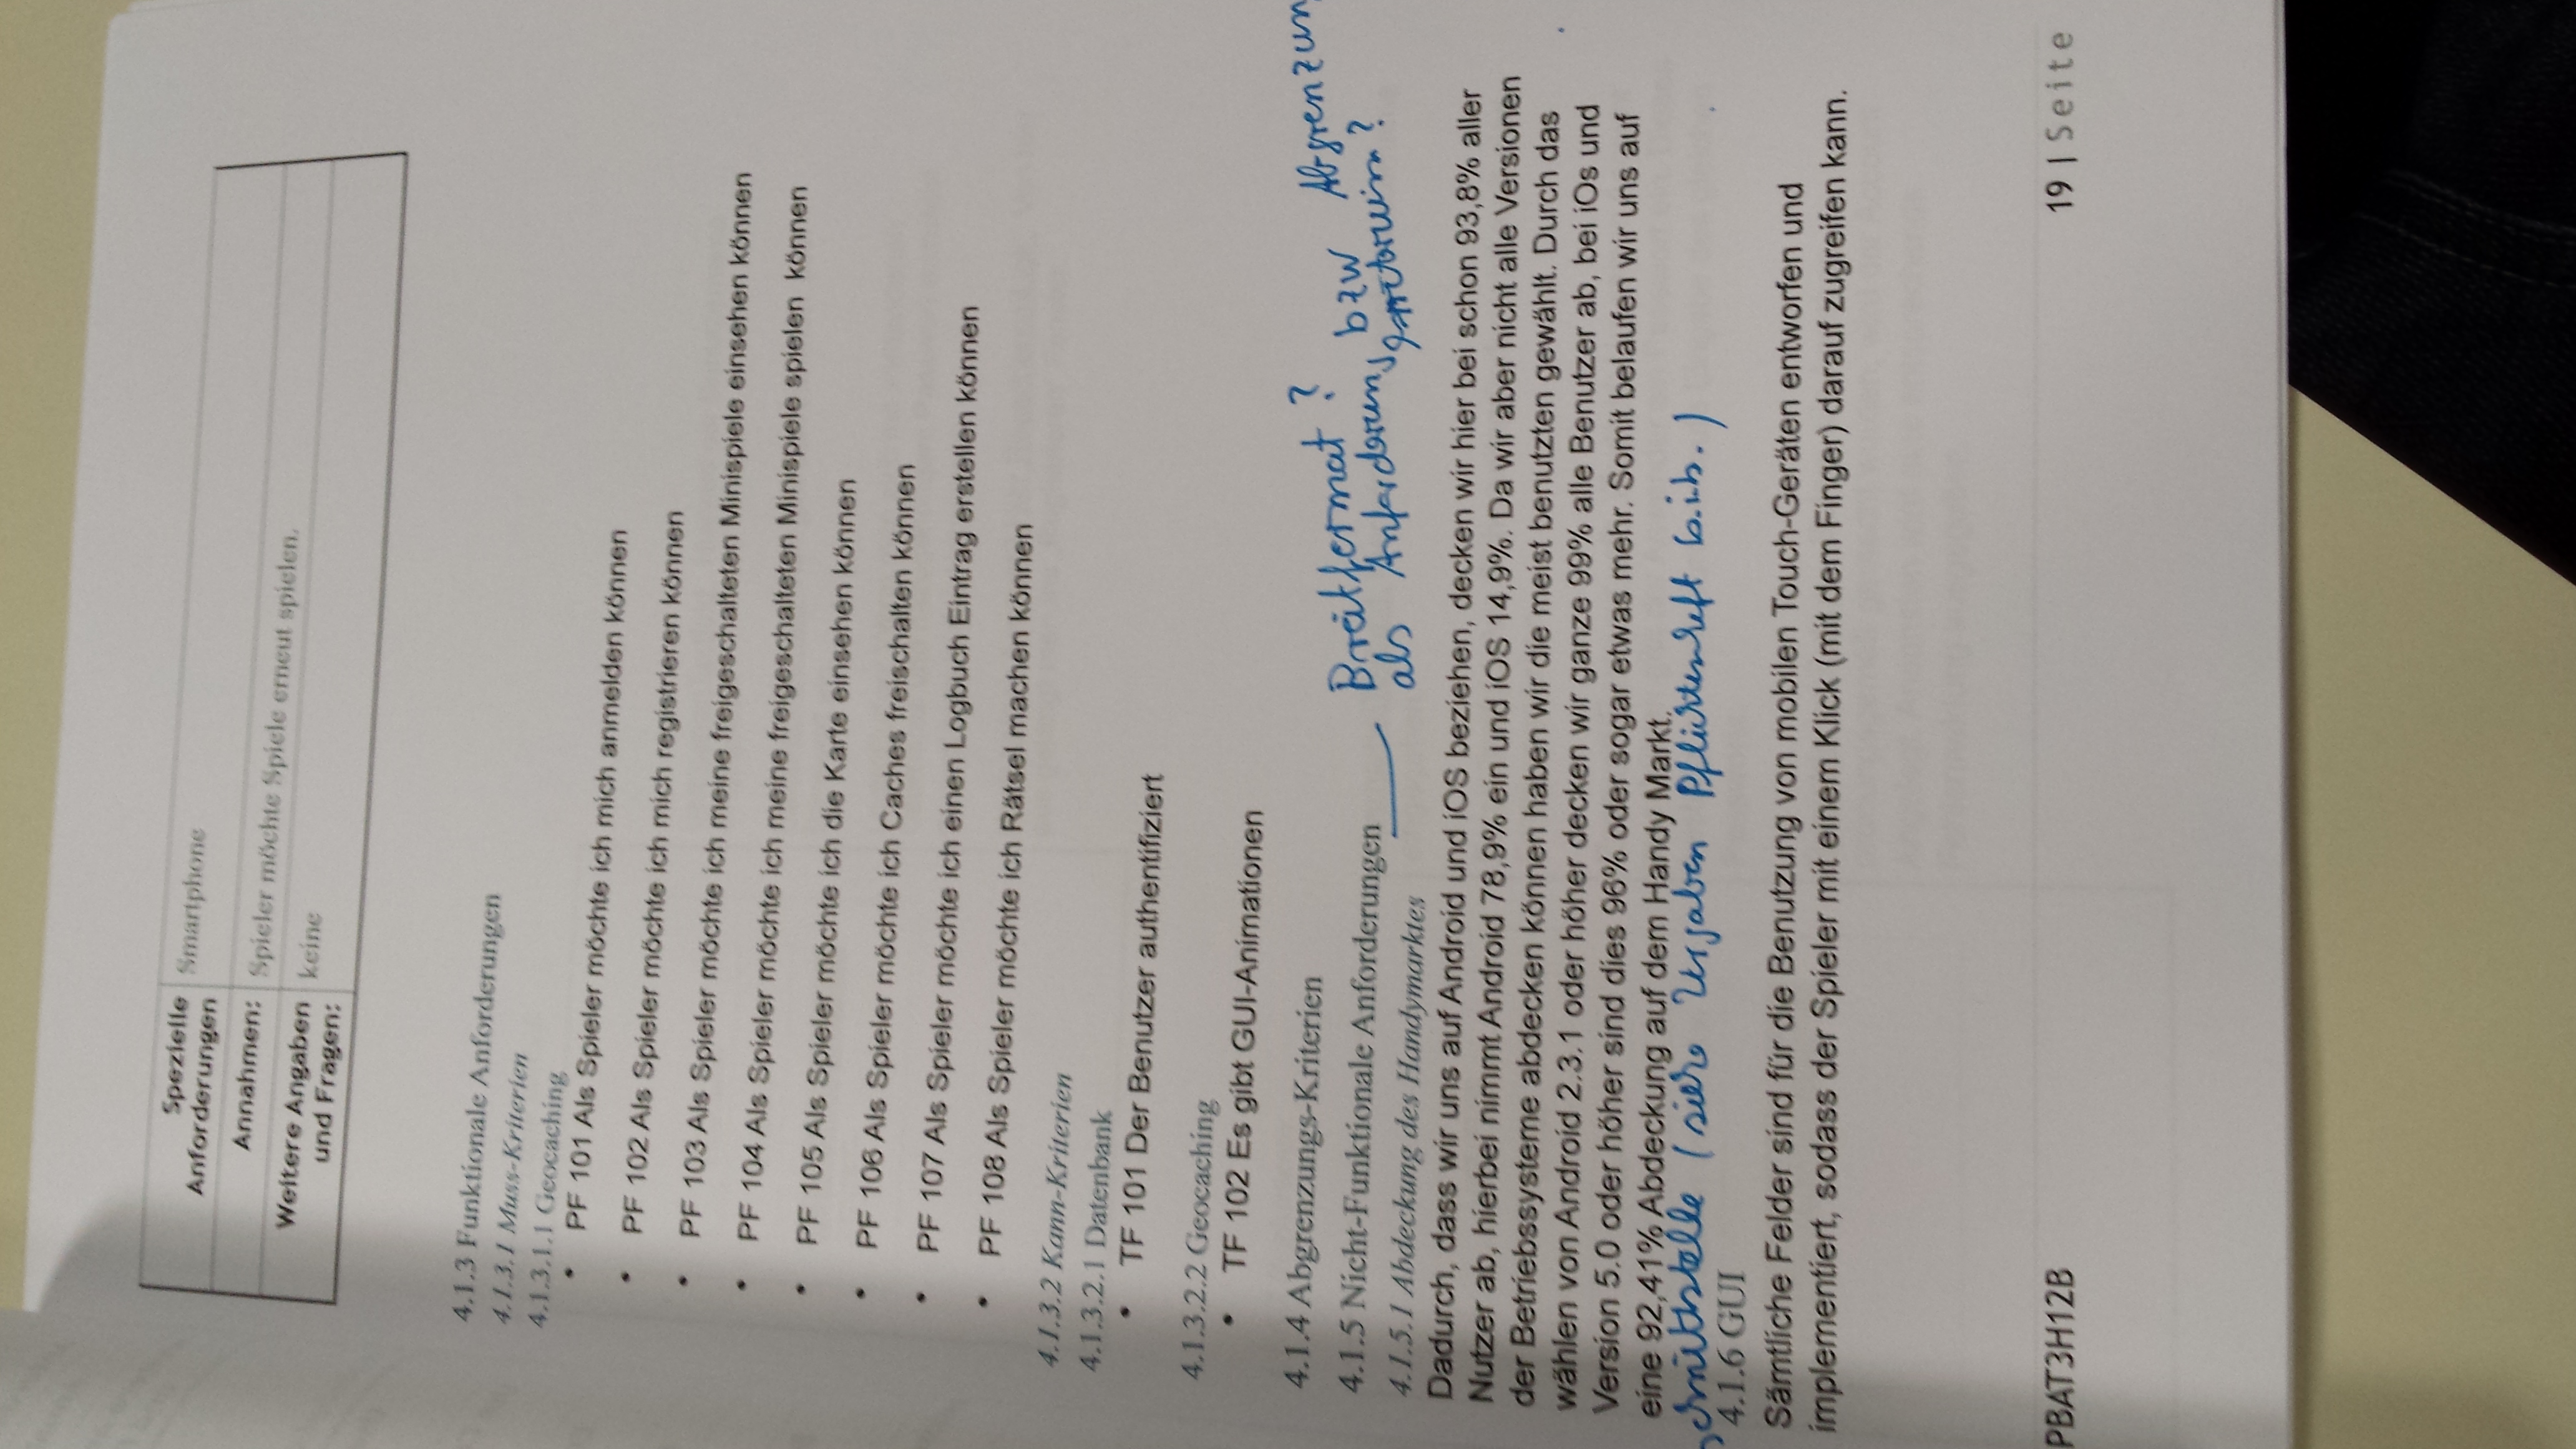 Spezielle
Anforderungen
Smartphone
Annahmen:
Spieler möchte Spiele erneut spielen.
Weitere Angaben
und Fragen:
keine
4.1.3 Funktionale Anforderungen
4.1.3.1 Muss-Kriterien
4.1.3.1.1 Geocaching
• PF 101 Als Spieler möchte ich mich anmelden können
• PF 102 Als Spieler möchte ich mich registrieren können
• PF 103 Als Spieler möchte ich meine freigeschalteten Minispiele einsehen können
• PF 104 Als Spieler möchte ich meine freigeschalteten Minispiele spielen können
• PF 105 Als Spieler möchte ich die Karte einsehen können
• PF 106 Als Spieler möchte ich Caches freischalten können
• PF 107 Als Spieler möchte ich einen Logbuch Eintrag erstellen können
• PF 108 Als Spieler möchte ich Rätsel machen können
4.1.3.2 Kann-Kriterien
4.1.3.2.1 Datenbank
• TF 101 Der Benutzer authentifiziert
4.1.3.2.2 Geocaching
• TF 102 Es gibt GUI-Animationen
4.1.4 Abgrenzungs-Kriterien
4.1.5 Nicht-Funktionale Anforderungen
Breitformat ?
als Anforderung bzw Abgrenzun
4.1.5.1 Abdeckung des Handymarktes
Dadurch, dass wir uns auf Android und iOS beziehen, decken wir hier bei schon 93,8% aller
Nutzer ab, hierbei nimmt Android 78,9% ein und iOS 14,9%. Da wir aber nicht alle Versionen
der Betriebssysteme abdecken können haben wir die meist benutzten gewählt. Durch das
wählen von Android 2.3.1 oder höher decken wir ganze 99% alle Benutzer ab, bei iOs und
Version 5.0 oder höher sind dies 96% oder sogar etwas mehr. Somit belaufen wir uns auf
eine 92,41% Abdeckung auf dem Handy Markt.
Schnittstelle (siehe Vorgaben Pflichtenheft b.i.b.)
4.1.6 GUI
Sämtliche Felder sind für die Benutzung von mobilen Touch-Geräten entworfen und
implementiert, sodass der Spieler mit einem Klick (mit dem Finger) darauf zugreifen kann.
PBAT3H12B
19 | Seite